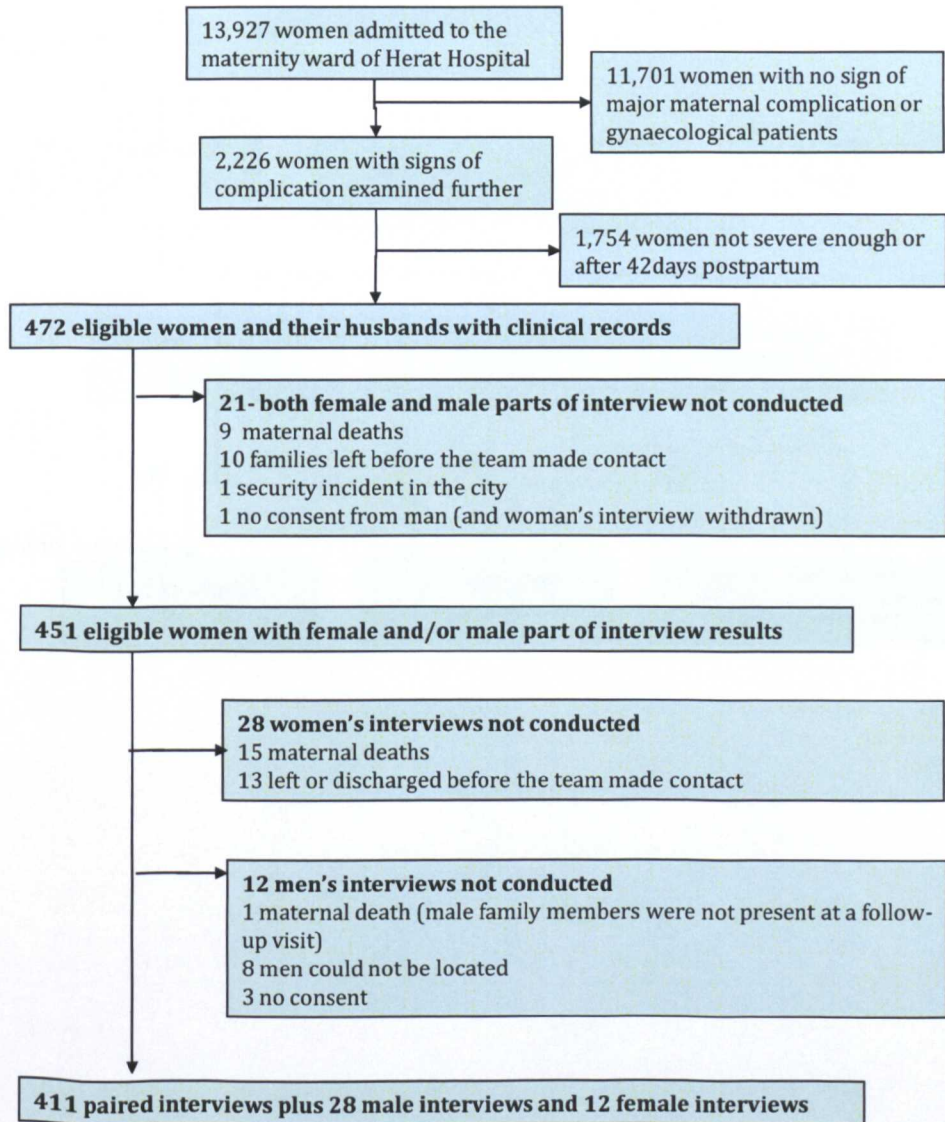 13,927 women admitted to the
maternity ward of Herat Hospital
11,701 women with no sign of
major maternal complication or
gynaecological patients
2,226 women with signs of
complication examined further
1,754 women not severe enough or
after 42days postpartum
472 eligible women and their husbands with clinical records
21- both female and male parts of interview not conducted
9 maternal deaths
10 families left before the team made contact
1 security incident in the city
1 no consent from man (and woman's interview withdrawn)
451 eligible women with female and/or male part of interview results
28 women's interviews not conducted
15 maternal deaths
13 left or discharged before the team made contact
12 men's interviews not conducted
1 maternal death (male family members were not present at a follow-
up visit)
8 men could not be located
3 no consent
411 paired interviews plus 28 male interviews and 12 female interviews